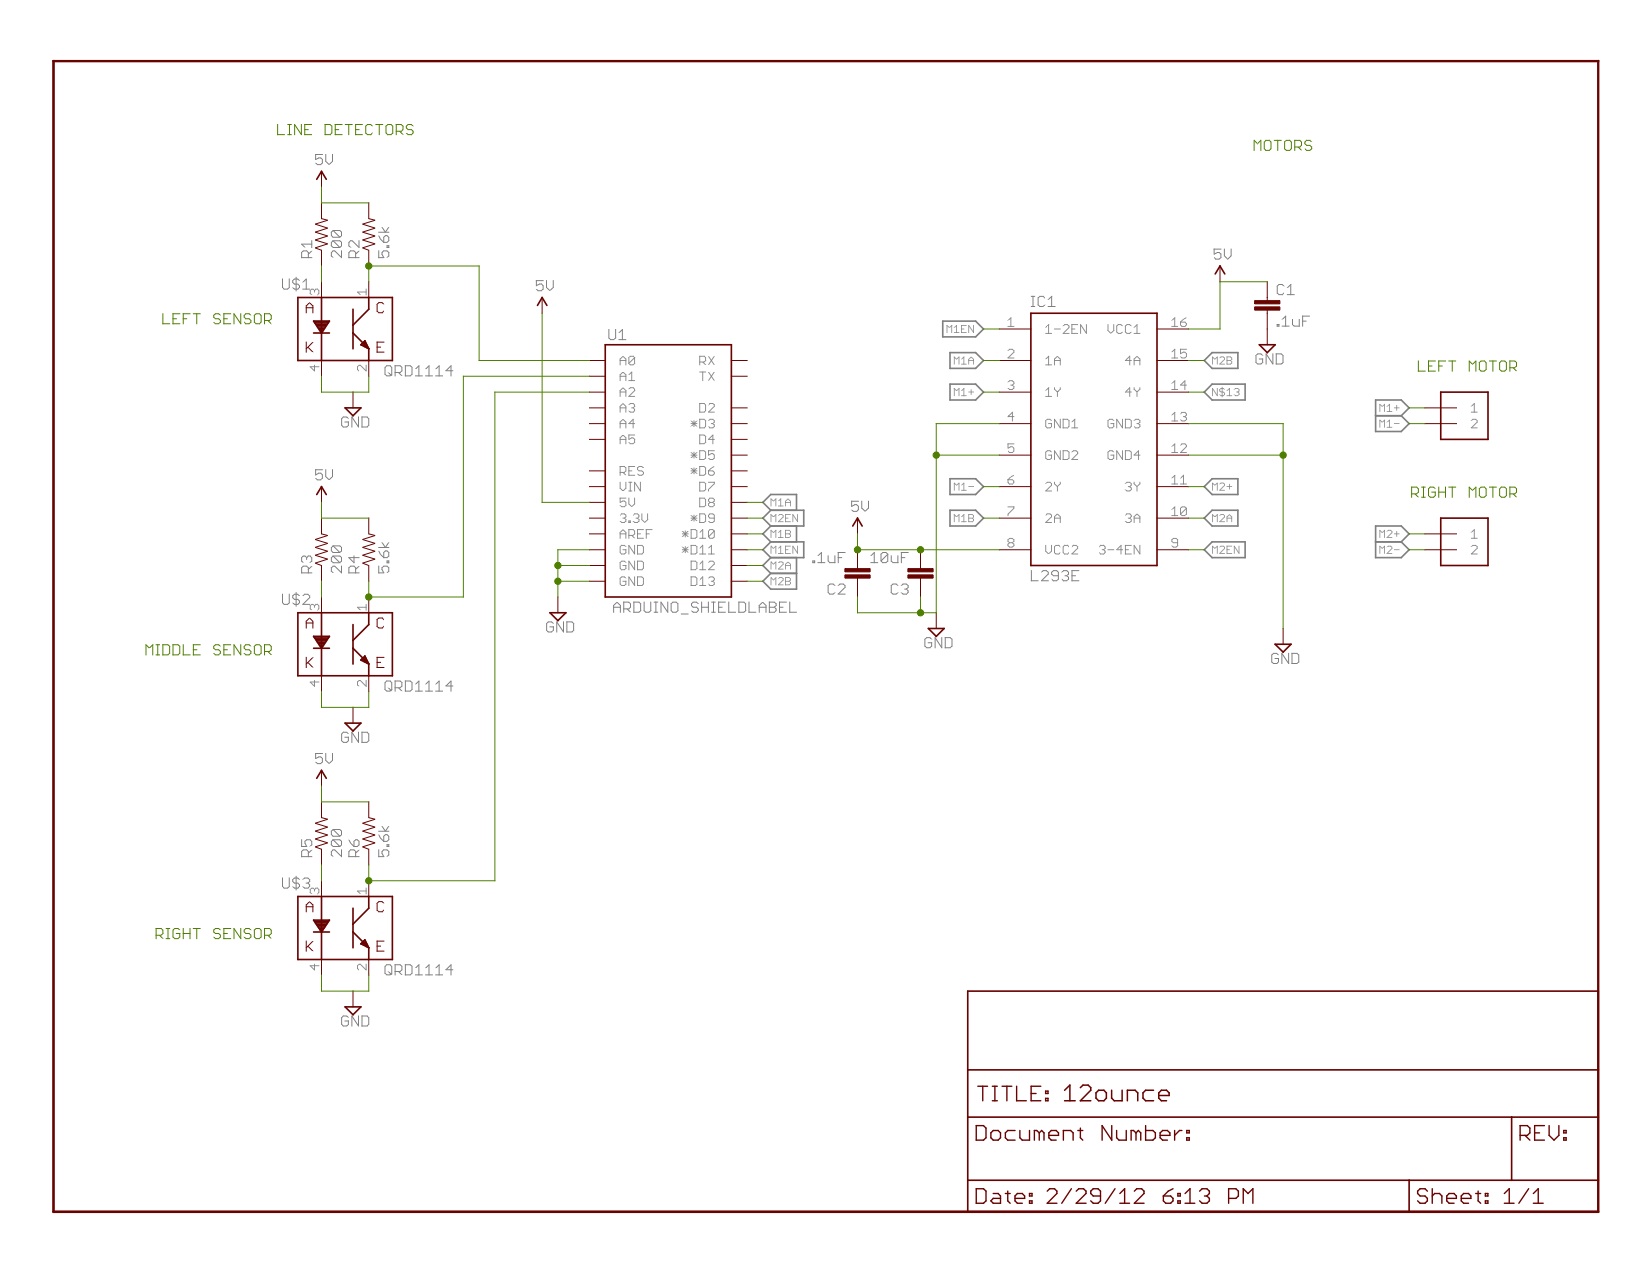 LINE DETECTORS
5V
R1
200
R2
5.6k
U$1
3
1
A
C
K
E
4
2
QRD1114
GND
LEFT SENSOR
5V
R3
200
R4
5.6k
U$2
3
1
A
C
K
E
4
2
QRD1114
GND
MIDDLE SENSOR
5V
R5
200
R6
5.6k
U$3
3
1
A
C
K
E
4
2
QRD1114
GND
RIGHT SENSOR
5V
U1
A0 RX
A1 TX
A2
A3 D2
A4 *D3
A5 D4
*D5
RES *D6
VIN D7
5V D8 M1A
3.3V *D9 M2EN
AREF *D10 M1B
GND *D11 M1EN
GND D12 M2A
GND D13 M2B
ARDUINO_SHIELDLABEL
GND
MOTORS
5V
C1
.1uF
GND
IC1
M1EN 1 1-2EN VCC1 16
M1A 2 1A 4A 15 M2B
M1+ 3 1Y 4Y 14 N$13
4 GND1 GND3 13
5 GND2 GND4 12
M1- 6 2Y 3Y 11 M2+
M1B 7 2A 3A 10 M2A
8 VCC2 3-4EN 9 M2EN
L293E
5V
.1uF 10uF
C2 C3
GND
GND
LEFT MOTOR
M1+ 1
M1- 2
RIGHT MOTOR
M2+ 1
M2- 2
TITLE: 12ounce
Document Number:
REV:
Date: 2/29/12 6:13 PM
Sheet: 1/1